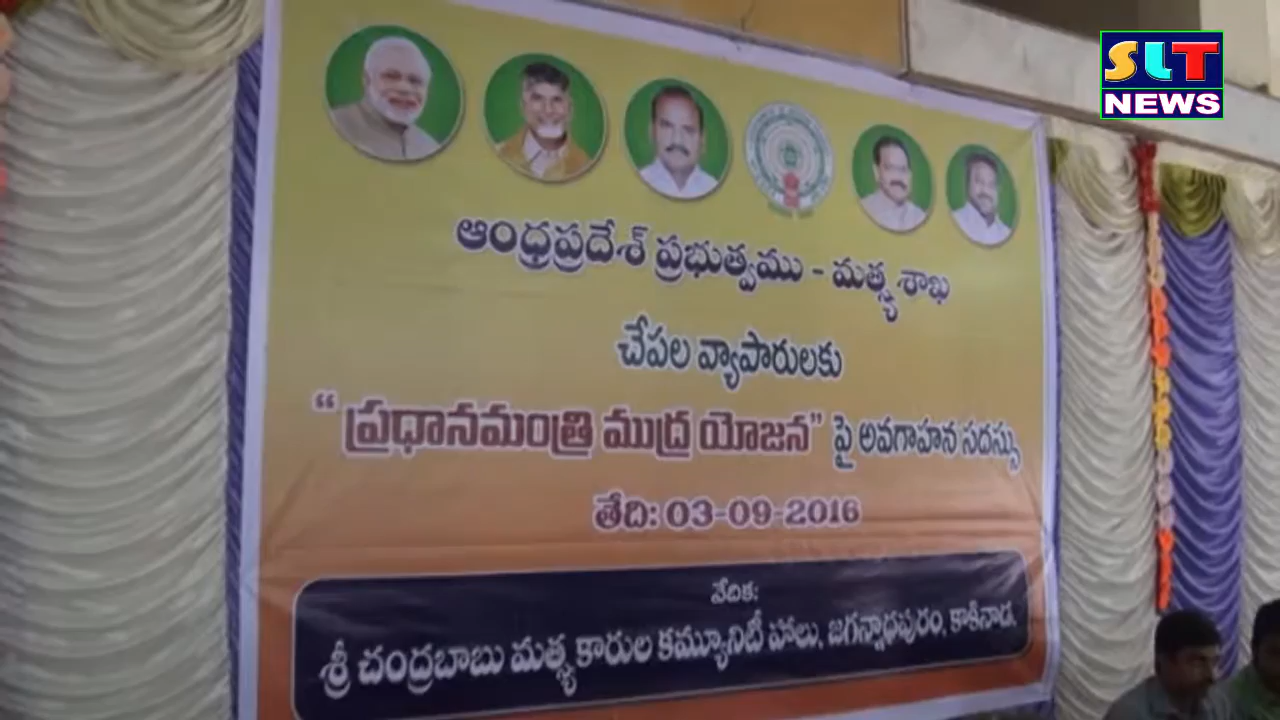 SLT
NEWS
ఆంధ్రప్రదేశ్ ప్రభుత్వము - మత్స్యశాఖ
చేపల వ్యాపారులకు
“ప్రధానమంత్రి ముద్ర యోజన” పై అవగాహన సదస్సు
తేది: 03-09-2016
వేదిక:
శ్రీ చంద్రబాబు మత్స్యకారుల కమ్యూనిటీ హాలు, జగన్నాధపురం, కాకినాడ.